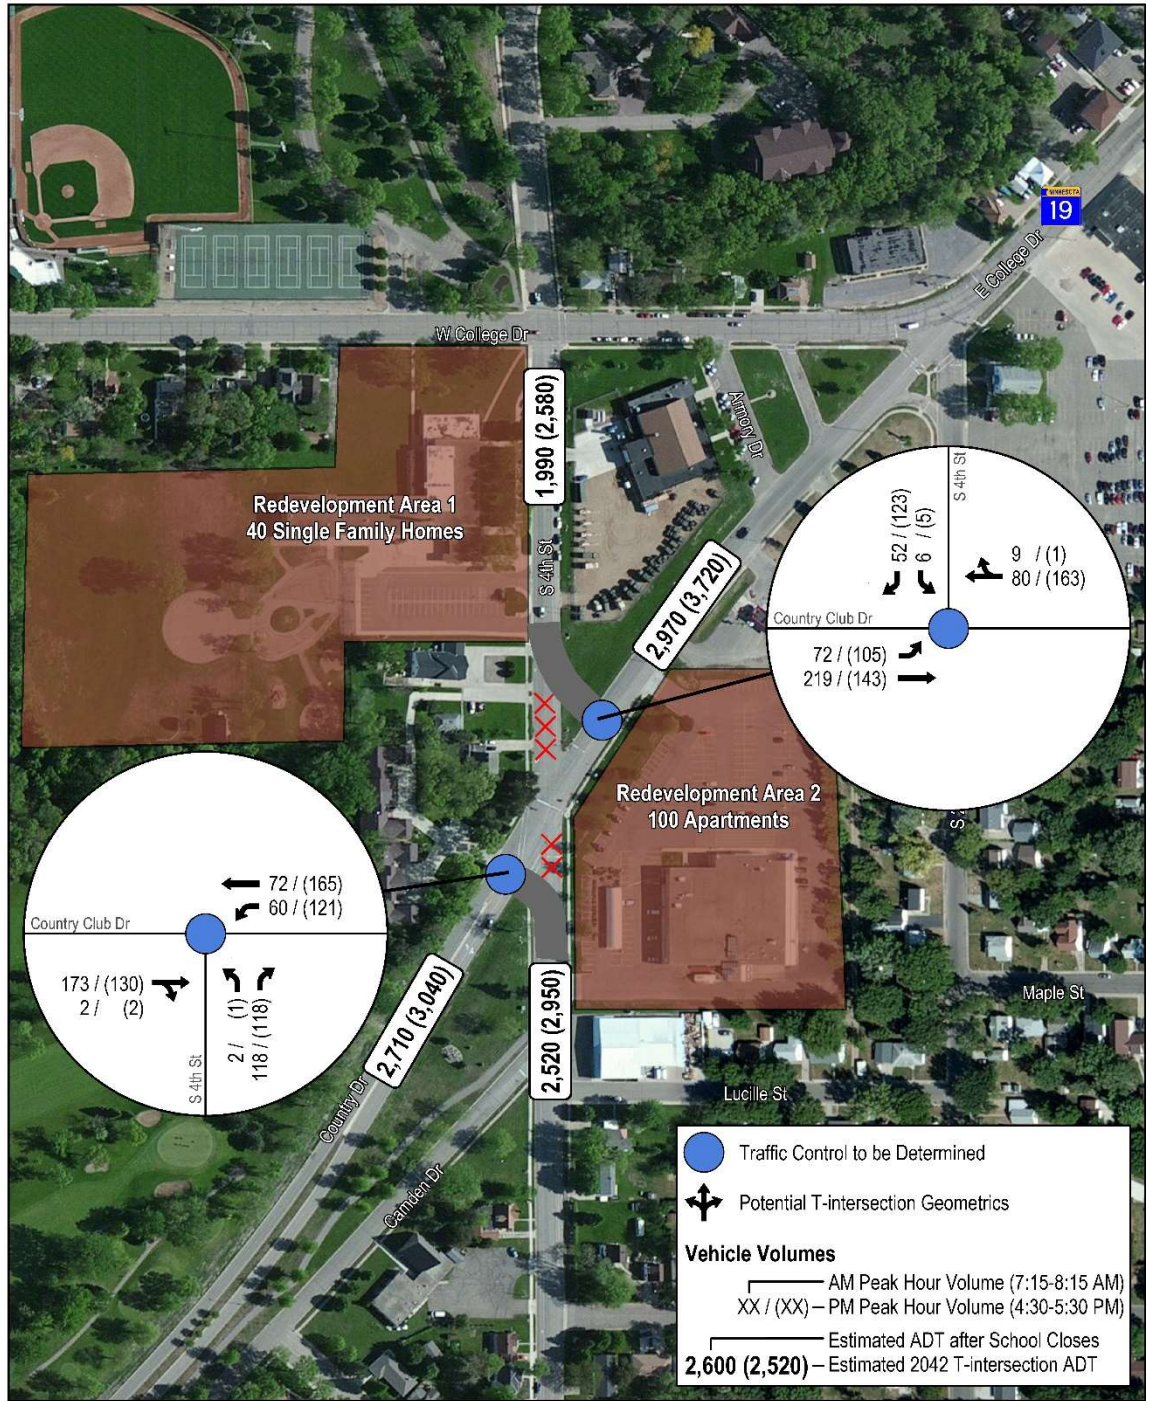 MINNESOTA
19
E College Dr
W College Dr
Armory Dr
1,990 (2,580)
S 4th St
Redevelopment Area 1
40 Single Family Homes
2,970 (3,720)
S 4th St
52 / (123)
6 / (5)
9 / (1)
80 / (163)
Country Club Dr
72 / (105)
219 / (143)
Redevelopment Area 2
100 Apartments
72 / (165)
60 / (121)
Country Club Dr
173 / (130)
2 / (2)
2 / (1)
118 / (118)
S 4th St
2,710 (3,040)
2,520 (2,950)
Maple St
Lucille St
Country Dr
Camden Dr
Traffic Control to be Determined
Potential T-intersection Geometrics
Vehicle Volumes
AM Peak Hour Volume (7:15-8:15 AM)
XX / (XX) PM Peak Hour Volume (4:30-5:30 PM)
Estimated ADT after School Closes
2,600 (2,520) Estimated 2042 T-intersection ADT